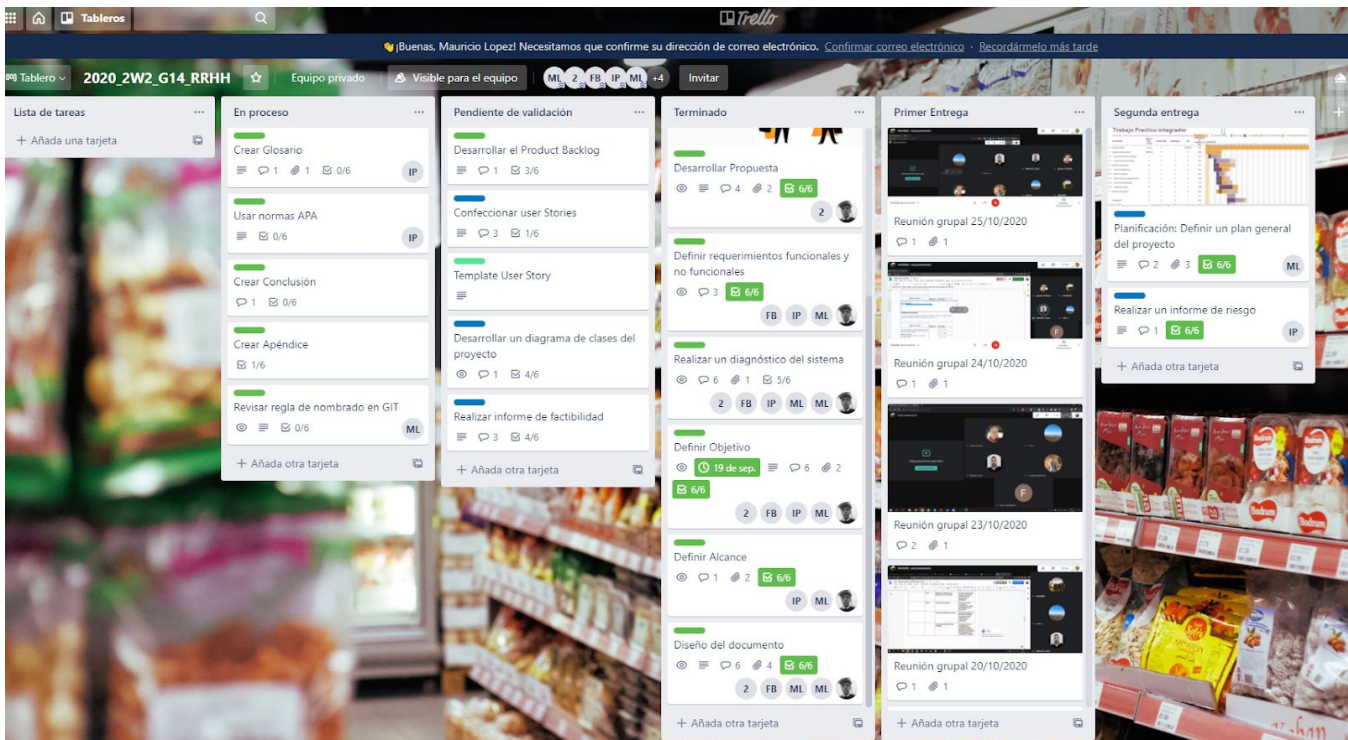 Tableros
Trello
¡Buenas, Mauricio Lopez! Necesitamos que confirme su dirección de correo electrónico. Confirmar correo electrónico · Recordármelo más tarde
Tablero
2020_2W2_G14_RRHH
Equipo privado
Visible para el equipo
ML 2 FB IP ML +4
Invitar
Lista de tareas
+ Añada una tarjeta
En proceso
Crear Glosario
1 1 0/6
IP
Usar normas APA
0/6
IP
Crear Conclusión
1 0/6
Crear Apéndice
1/6
Revisar regla de nombrado en GIT
0/6
ML
+ Añada otra tarjeta
Pendiente de validación
Desarrollar el Product Backlog
1 3/6
Confeccionar user Stories
3 1/6
Template User Story
Desarrollar un diagrama de clases del
proyecto
1 4/6
Realizar informe de factibilidad
3 4/6
+ Añada otra tarjeta
Terminado
Desarrollar Propuesta
4 2 6/6
2
Definir requerimientos funcionales y
no funcionales
3 6/6
FB IP ML
Realizar un diagnóstico del sistema
6 1 5/6
2 FB IP ML ML
Definir Objetivo
19 de sep. 6 2
6/6
2 FB IP ML
Definir Alcance
1 2 6/6
IP ML
Diseño del documento
6 4 6/6
2 FB ML ML
+ Añada otra tarjeta
Primer Entrega
Reunión grupal 25/10/2020
1 1
Reunión grupal 24/10/2020
1 1
F
Reunión grupal 23/10/2020
2 1
Reunión grupal 20/10/2020
1 1
+ Añada otra tarjeta
Segunda entrega
Trabajo Practico integrador
Planificación: Definir un plan general
del proyecto
2 3 6/6
ML
Realizar un informe de riesgo
1 6/6
IP
+ Añada otra tarjeta
Bodrum